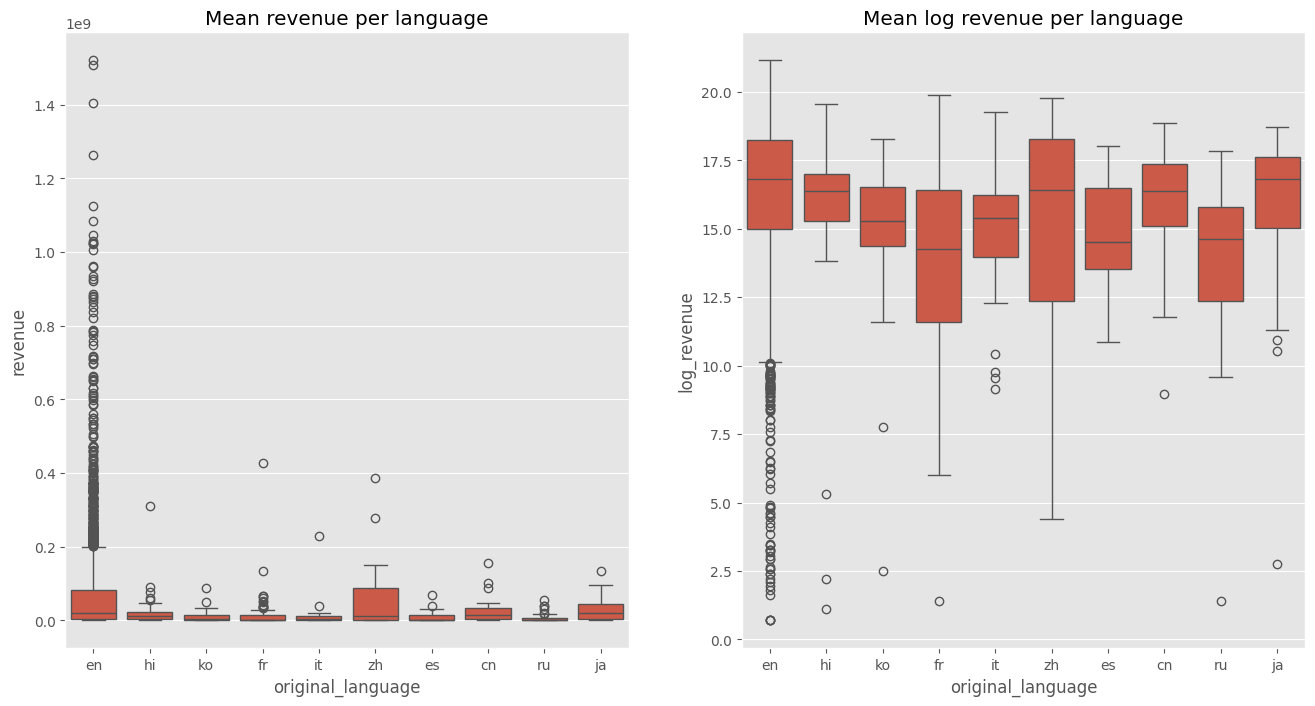 Mean revenue per language
1e9
1.4
1.2
1.0
0.8
0.6
0.4
0.2
0.0
revenue
en hi ko fr it zh es cn ru ja
original_language
Mean log revenue per language
20.0
17.5
15.0
12.5
10.0
7.5
5.0
2.5
0.0
log_revenue
en hi ko fr it zh es cn ru ja
original_language